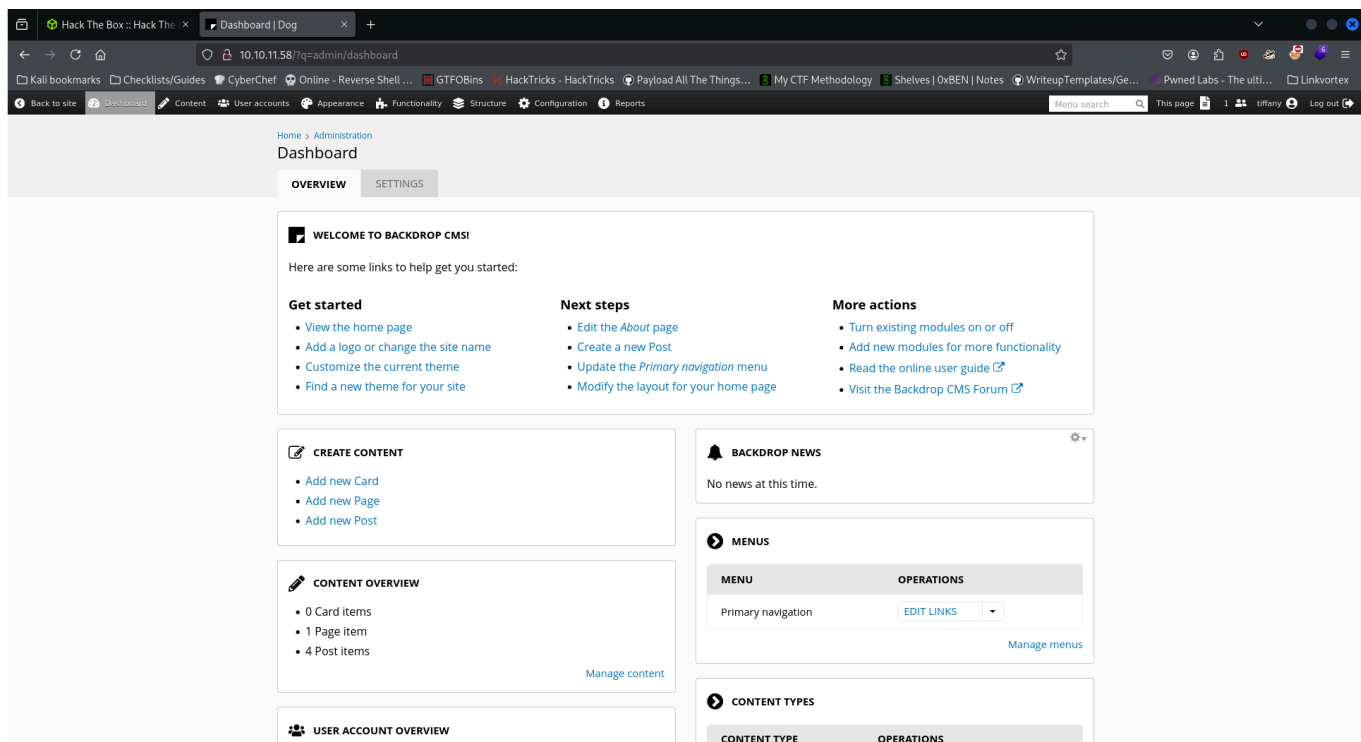 Hack The Box :: Hack The
Dashboard | Dog
10.10.11.58/?q=admin/dashboard
Kali bookmarks Checklists/Guides CyberChef Online - Reverse Shell ... GTFOBins HackTricks - HackTricks Payload All The Things... My CTF Methodology Shelves | 0xBEN | Notes WriteupTemplates/Ge... Pwned Labs - The ulti... Linkvortex
Back to site Dashboard Content User accounts Appearance Functionality Structure Configuration Reports Menu search This page 1 tiffany Log out
Home > Administration
Dashboard
OVERVIEW SETTINGS
WELCOME TO BACKDROP CMS!
Here are some links to help get you started:
Get started
• View the home page
• Add a logo or change the site name
• Customize the current theme
• Find a new theme for your site
Next steps
• Edit the About page
• Create a new Post
• Update the Primary navigation menu
• Modify the layout for your home page
More actions
• Turn existing modules on or off
• Add new modules for more functionality
• Read the online user guide
• Visit the Backdrop CMS Forum
CREATE CONTENT
• Add new Card
• Add new Page
• Add new Post
CONTENT OVERVIEW
• 0 Card items
• 1 Page item
• 4 Post items
Manage content
USER ACCOUNT OVERVIEW
BACKDROP NEWS
No news at this time.
MENUS
MENU OPERATIONS
Primary navigation EDIT LINKS
Manage menus
CONTENT TYPES
CONTENT TYPE OPERATIONS